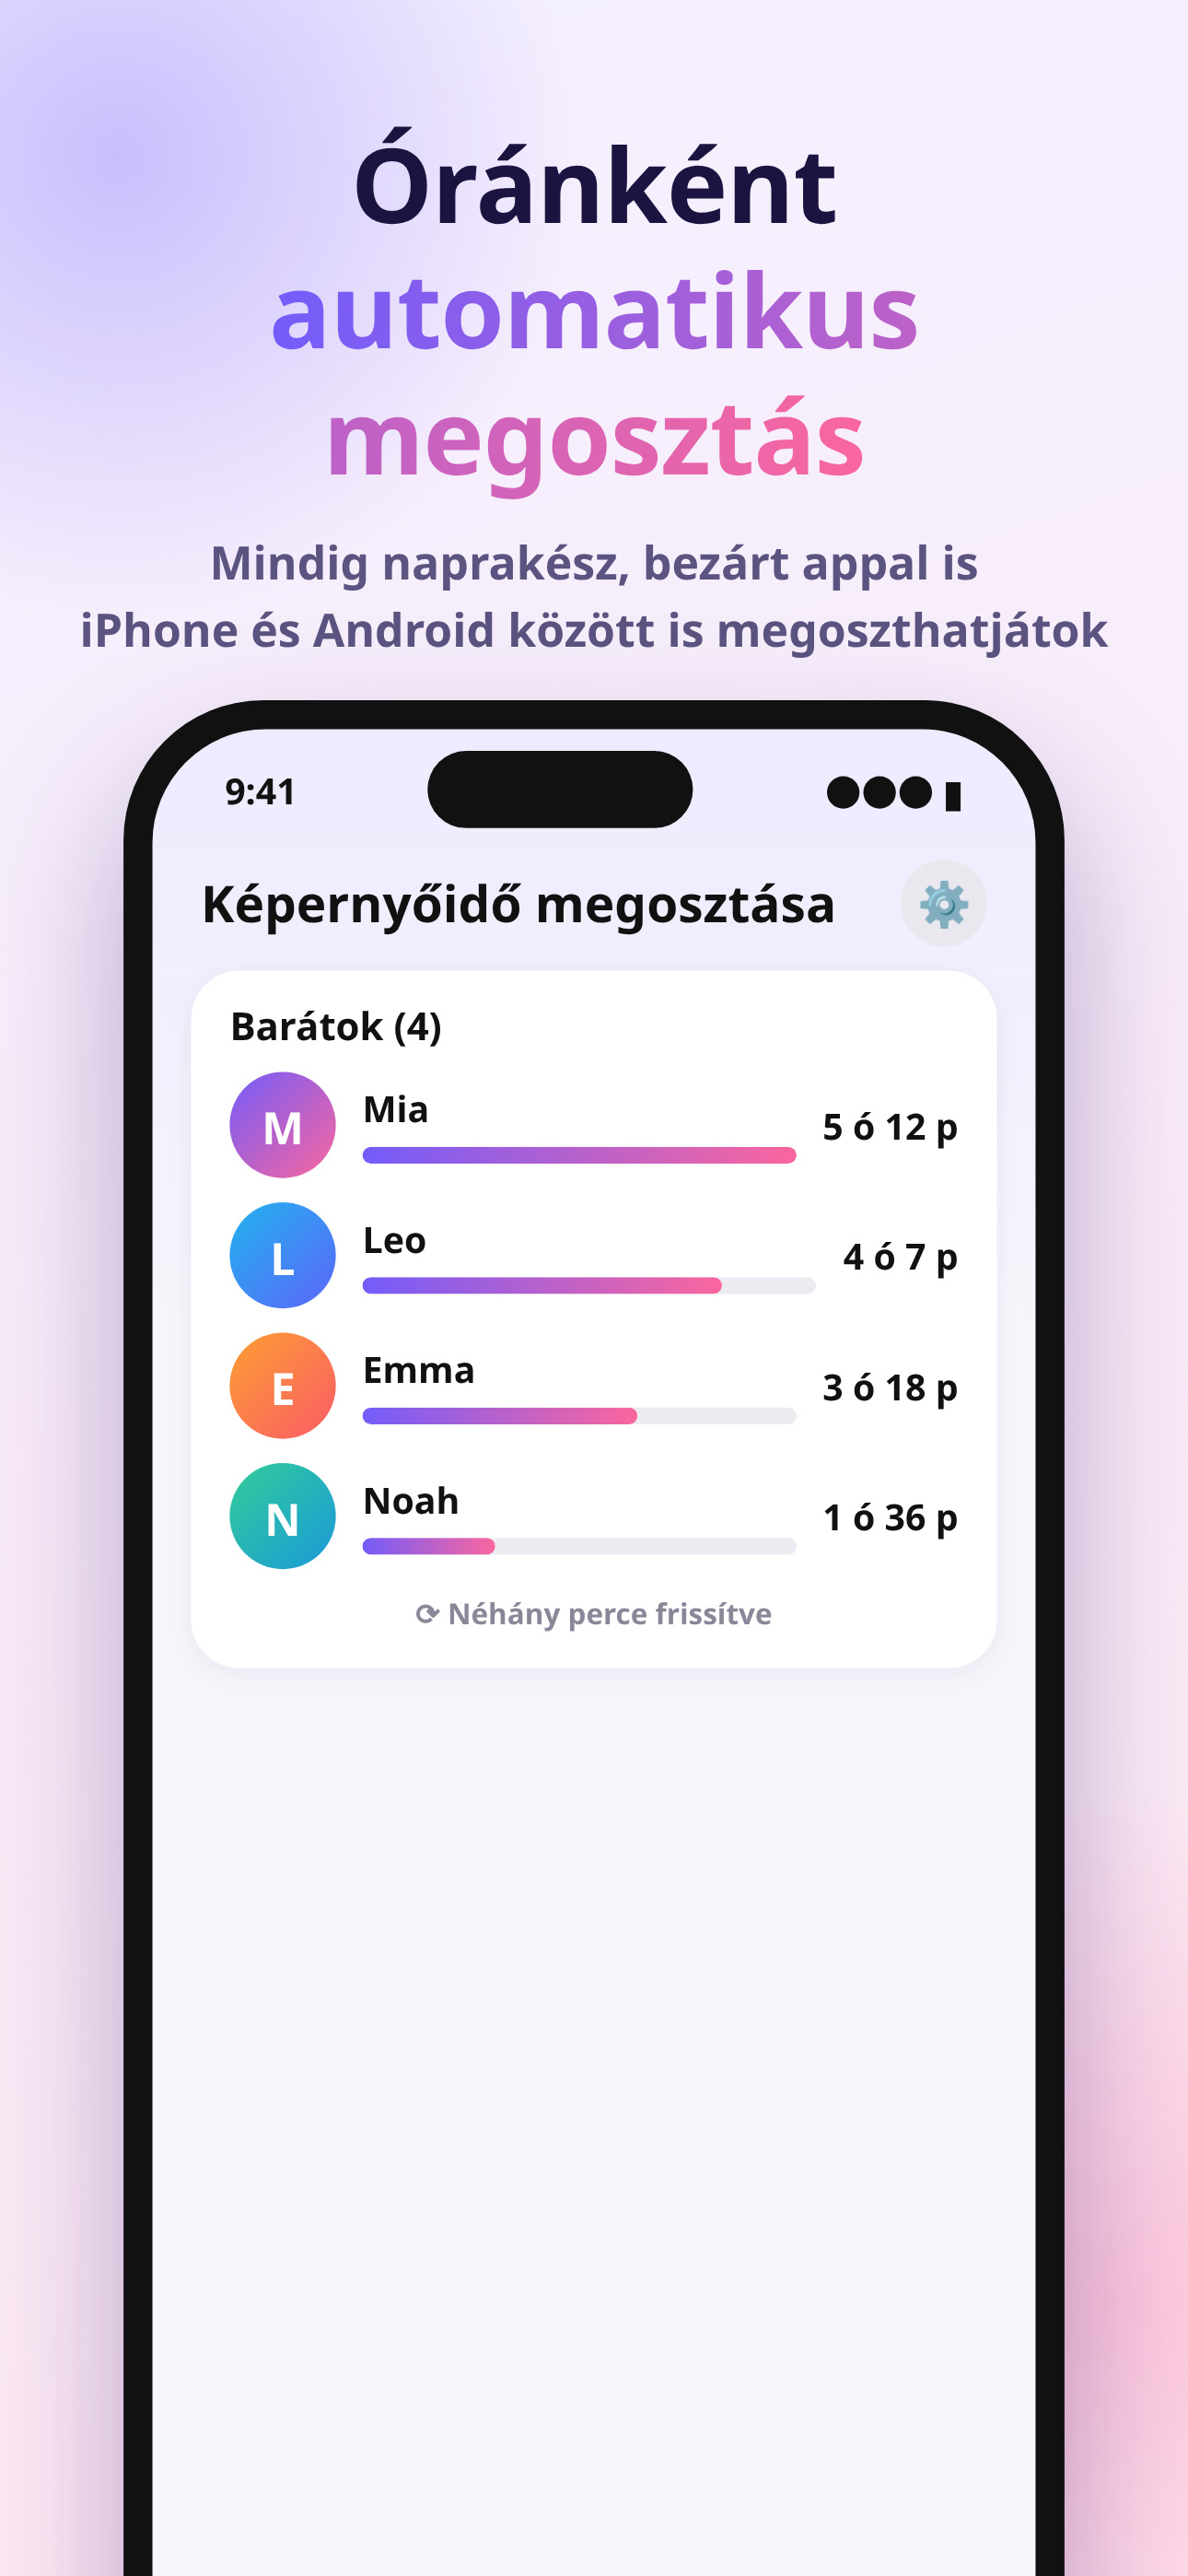 Óránként
automatikus
megosztás
Mindig naprakész, bezárt appal is
iPhone és Android között is megoszthatjátok
9:41
Képernyőidő megosztása
Barátok (4)
M
Mia
5 ó 12 p
L
Leo
4 ó 7 p
E
Emma
3 ó 18 p
N
Noah
1 ó 36 p
⟳ Néhány perce frissítve